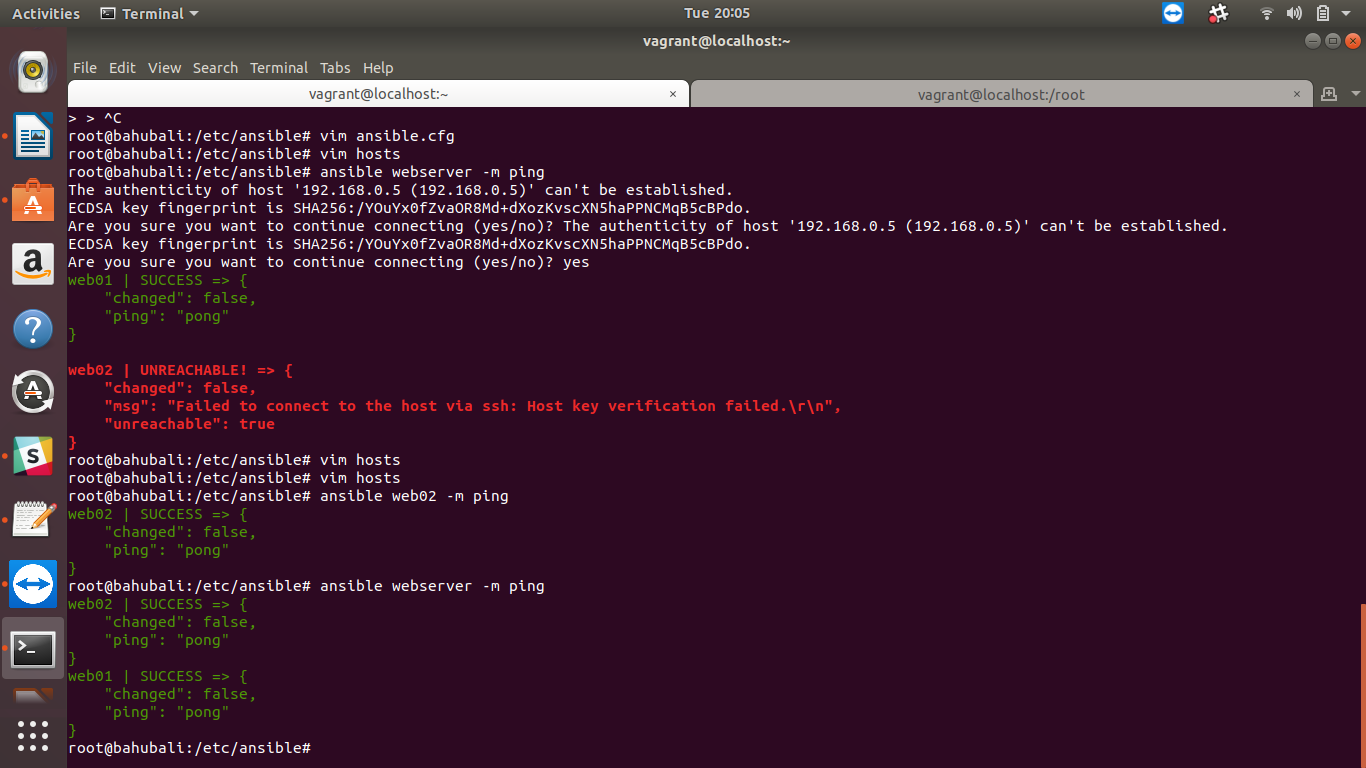 Activities Terminal Tue 20:05
vagrant@localhost:~
File Edit View Search Terminal Tabs Help
vagrant@localhost:~ × vagrant@localhost:/root ×
> > ^C
root@bahubali:/etc/ansible# vim ansible.cfg
root@bahubali:/etc/ansible# vim hosts
root@bahubali:/etc/ansible# ansible webserver -m ping
The authenticity of host '192.168.0.5 (192.168.0.5)' can't be established.
ECDSA key fingerprint is SHA256:/YOuYx0fZvaOR8Md+dXozKvscXN5haPPNCMqB5cBPdo.
Are you sure you want to continue connecting (yes/no)? The authenticity of host '192.168.0.5 (192.168.0.5)' can't be established.
ECDSA key fingerprint is SHA256:/YOuYx0fZvaOR8Md+dXozKvscXN5haPPNCMqB5cBPdo.
Are you sure you want to continue connecting (yes/no)? yes
web01 | SUCCESS => {
    "changed": false,
    "ping": "pong"
}

web02 | UNREACHABLE! => {
    "changed": false,
    "msg": "Failed to connect to the host via ssh: Host key verification failed.\r\n",
    "unreachable": true
}
root@bahubali:/etc/ansible# vim hosts
root@bahubali:/etc/ansible# vim hosts
root@bahubali:/etc/ansible# ansible web02 -m ping
web02 | SUCCESS => {
    "changed": false,
    "ping": "pong"
}
root@bahubali:/etc/ansible# ansible webserver -m ping
web02 | SUCCESS => {
    "changed": false,
    "ping": "pong"
}
web01 | SUCCESS => {
    "changed": false,
    "ping": "pong"
}
root@bahubali:/etc/ansible#